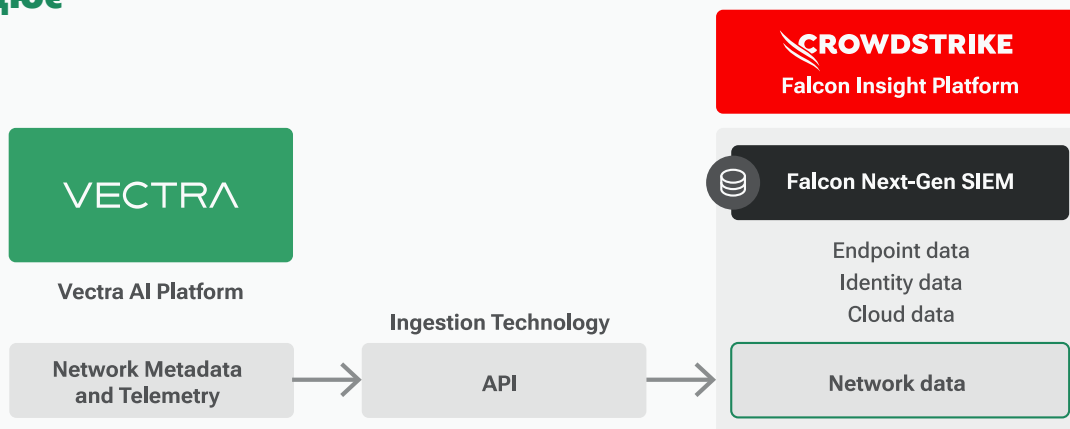 CROWDSTRIKE
Falcon Insight Platform
VECTRA
Falcon Next-Gen SIEM
Endpoint data
Identity data
Cloud data
Vectra AI Platform
Ingestion Technology
Network Metadata
and Telemetry
API
Network data